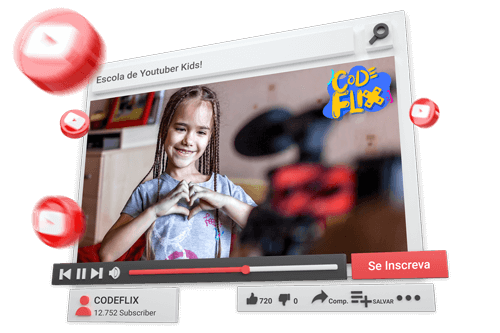 Escola de Youtuber Kids!
CODE
FLIX
Se Inscreva
CODEFLIX
12.752 Subscriber
720
0
Comp.
SALVAR